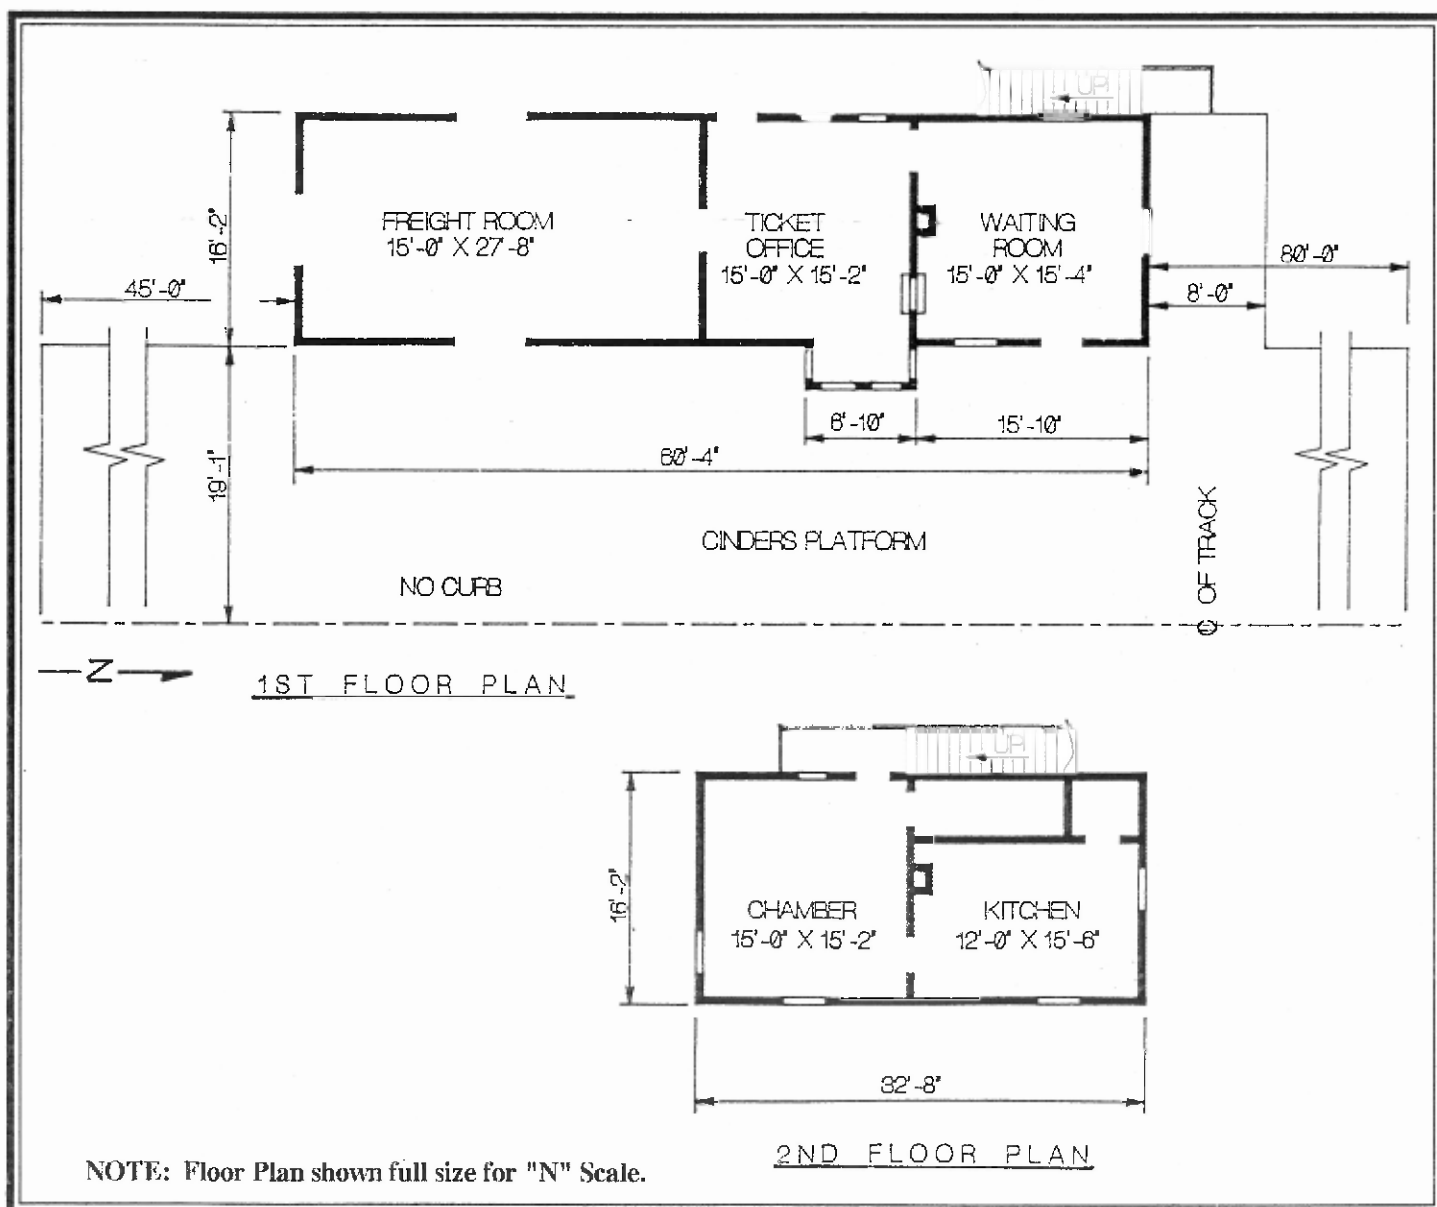 UP
FREIGHT ROOM
15'-0" X 27'-8"
TICKET
OFFICE
15'-0" X 15'-2"
WAITING
ROOM
15'-0" X 15'-4"
16'-2"
45'-0"
80'-0"
8'-0"
6'-10"
15'-10"
60'-4"
19'-1"
CINDERS PLATFORM
NO CURB
℄ OF TRACK
Z
1ST FLOOR PLAN
UP
16'-2"
CHAMBER
15'-0" X 15'-2"
KITCHEN
12'-0" X 15'-6"
32'-8"
2ND FLOOR PLAN
NOTE: Floor Plan shown full size for "N" Scale.